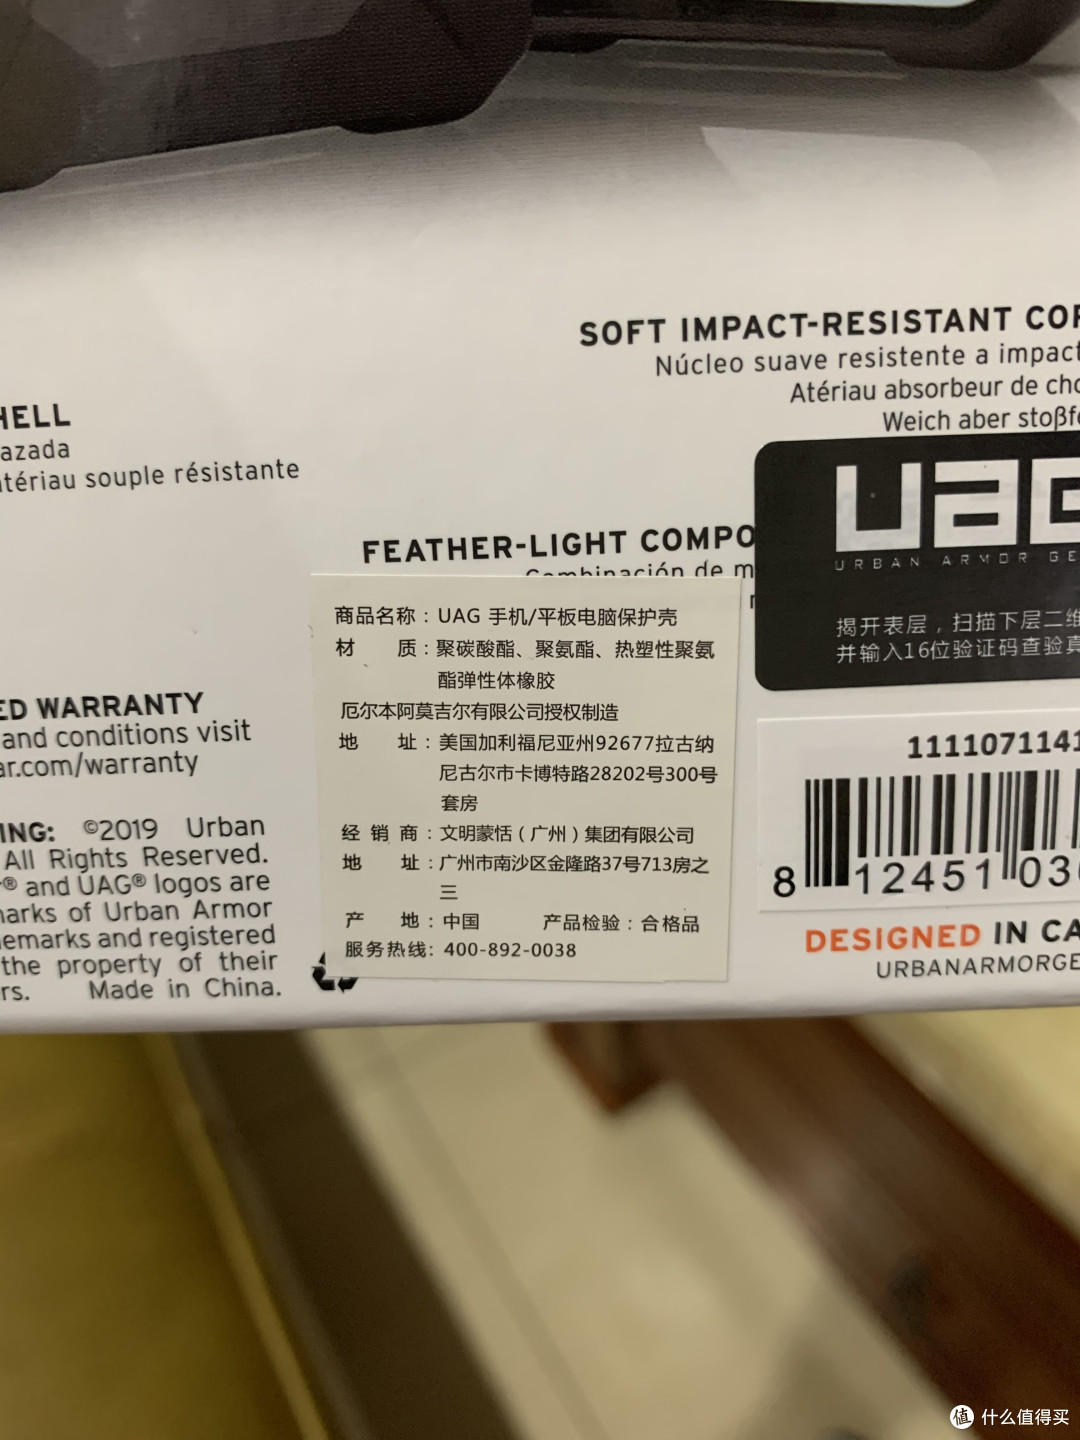 SOFT IMPACT-RESISTANT
Núcleo suave resistente a
Atériau absorbeur de
Weich aber
HELL
souple résistante
FEATHER-LIGHT
de
UAG
URBAN ARMOR
揭开表层，扫描下层二维
并输入16位验证码查验真
商品名称：UAG 手机/平板电脑保护壳
材 质：聚碳酸酯、聚氨酯、热塑性聚氨
酯弹性体橡胶
厄尔本阿莫吉尔有限公司授权制造
地 址：美国加利福尼亚州92677拉古纳
尼古尔市卡博特路28202号300号
套房
经 销 商：文明蒙恬（广州）集团有限公司
地 址：广州市南沙区金隆路37号713房之
三
产 地：中国 产品检验：合格品
服务热线: 400-892-0038
ED WARRANTY
and conditions visit
ar.com/warranty
ING: ©2019 Urban
All Rights Reserved.
® and UAG® logos are
marks of Urban Armor
emarks and registered
the property of their
rs. Made in China.
1111071141
8 12451 03
DESIGNED IN CA
URBANARMORGE
值 什么值得买